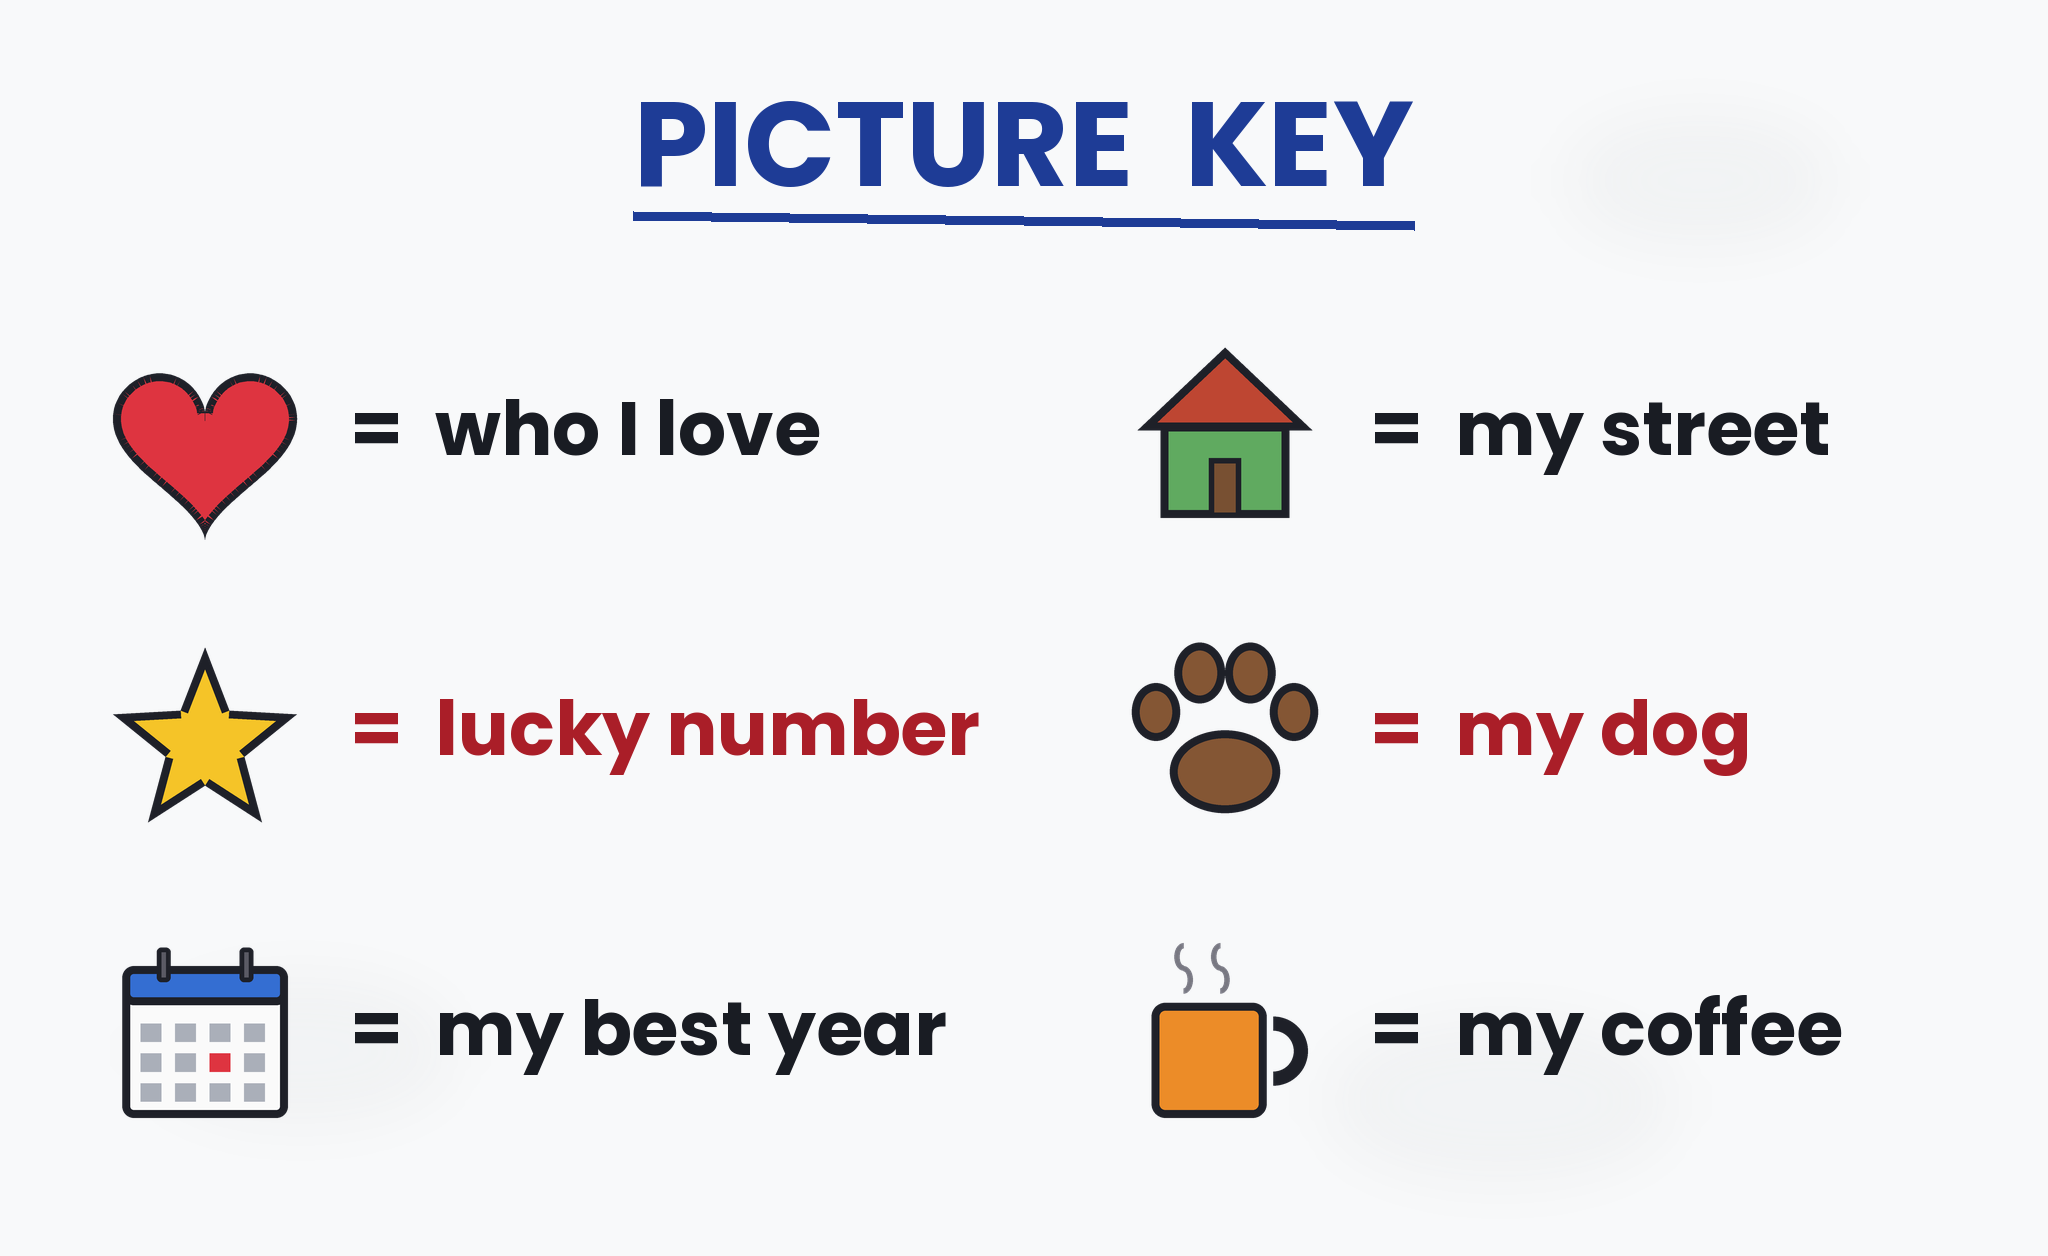 PICTURE KEY
= who I love
= my street
= lucky number
= my dog
= my best year
= my coffee